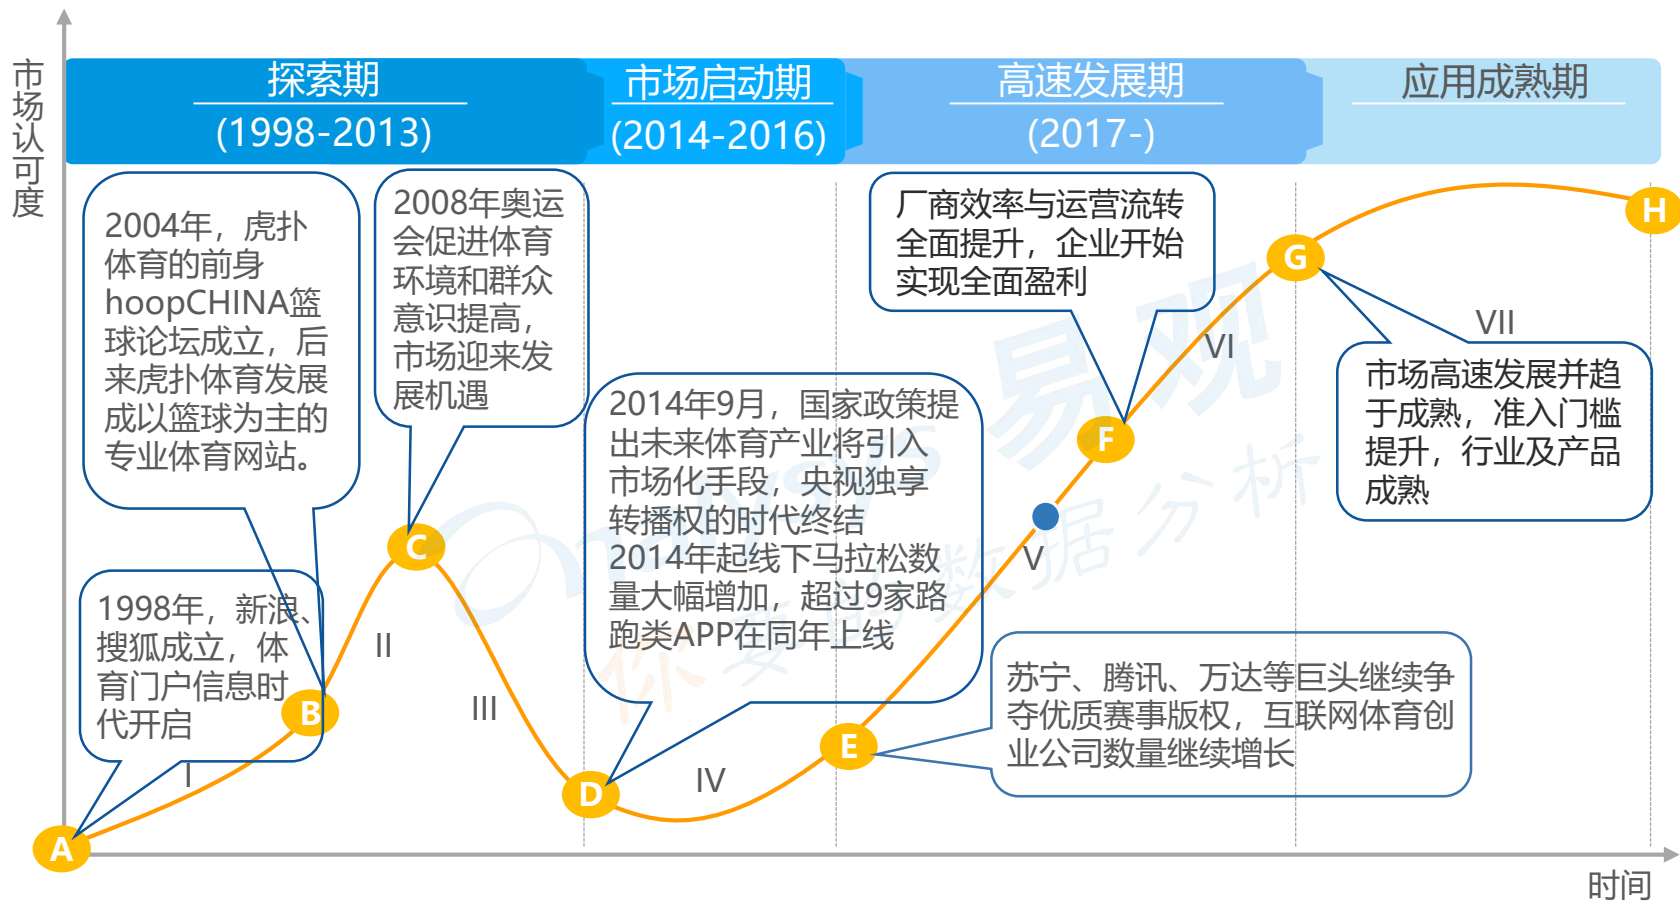 市场认可度
探索期
(1998-2013)
市场启动期
(2014-2016)
高速发展期
(2017-)
应用成熟期
2004年，虎扑
体育的前身
hoopCHINA篮
球论坛成立，后
来虎扑体育发展
成以篮球为主的
专业体育网站。
2008年奥运
会促进体育
环境和群众
意识提高，
市场迎来发
展机遇
厂商效率与运营流转
全面提升，企业开始
实现全面盈利
2014年9月，国家政策提
出未来体育产业将引入
市场化手段，央视独享
转播权的时代终结
2014年起线下马拉松数
量大幅增加，超过9家路
跑类APP在同年上线
市场高速发展并趋
于成熟，准入门槛
提升，行业及产品
成熟
1998年，新浪、
搜狐成立，体
育门户信息时
代开启
苏宁、腾讯、万达等巨头继续争
夺优质赛事版权，互联网体育创
业公司数量继续增长
A
B
C
D
E
F
G
H
I
II
III
IV
V
VI
VII
时间
analysys 易观
你要的数据分析